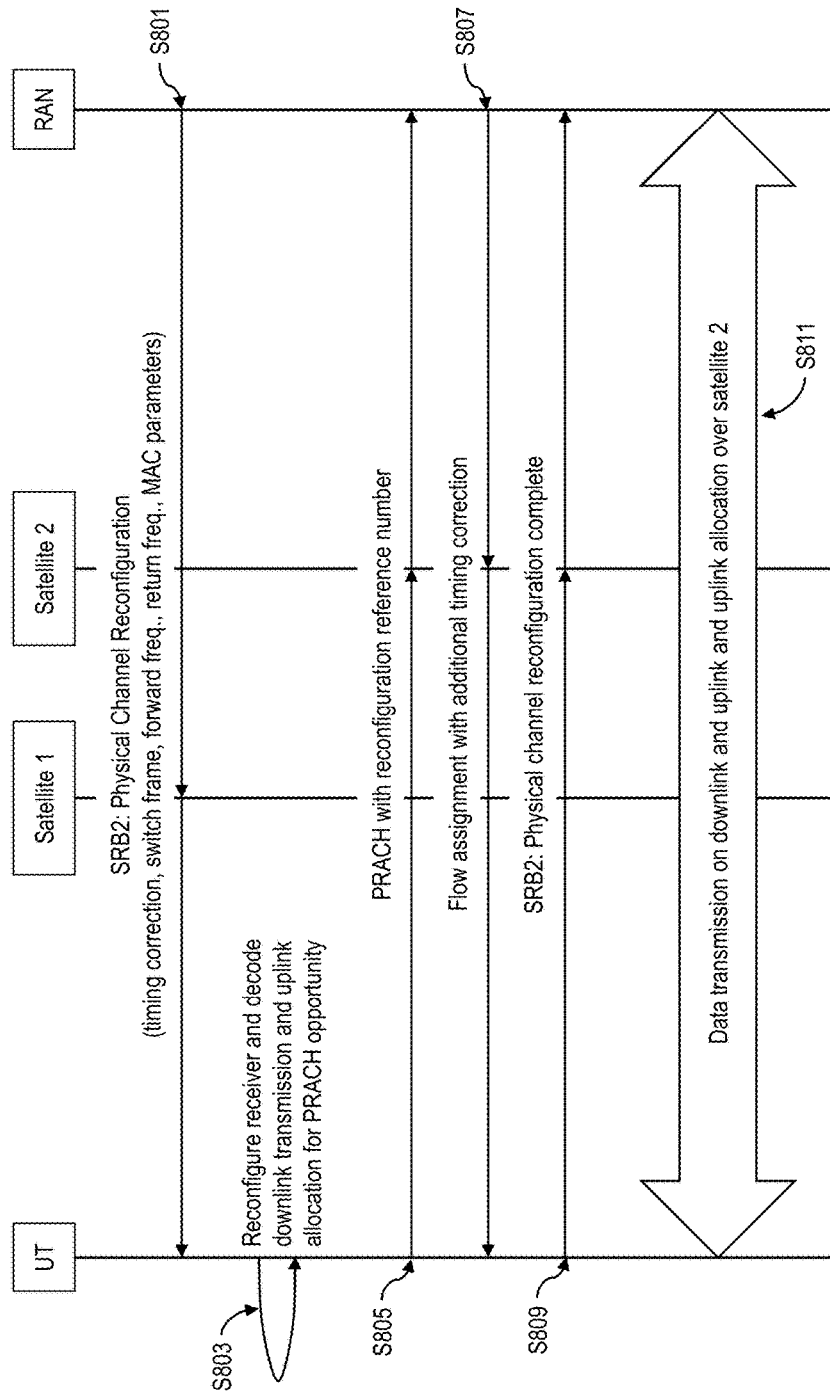 UT
Satellite 1
Satellite 2
RAN
SRB2: Physical Channel Reconfiguration
(timing correction, switch frame, forward freq., return freq., MAC parameters)
S801
S803
Reconfigure receiver and decode
downlink transmission and uplink
allocation for PRACH opportunity
S805
PRACH with reconfiguration reference number
Flow assignment with additional timing correction
S807
S809
SRB2: Physical channel reconfiguration complete
Data transmission on downlink and uplink and uplink allocation over satellite 2
S811